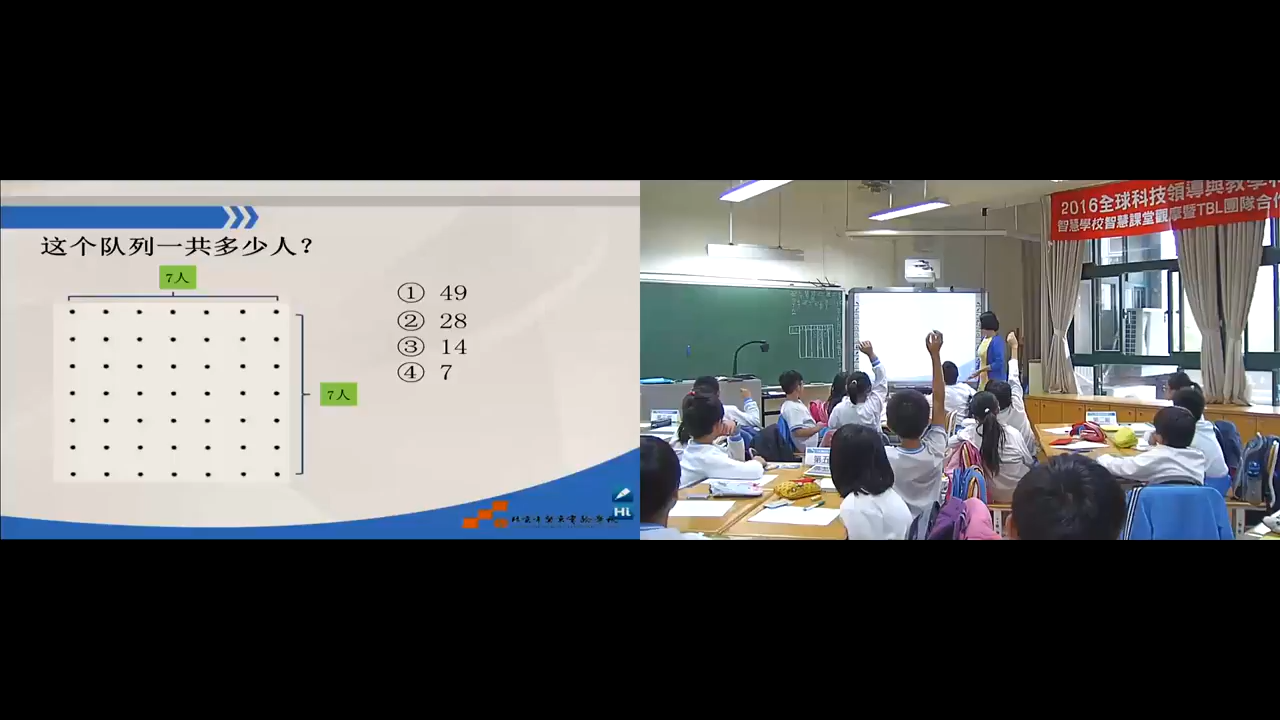 这个队列一共多少人?
7人
① 49
② 28
③ 14
④ 7
7人
Hi
2016全球科技領導與教學
智慧學校智慧課堂觀摩暨TBL團隊合作